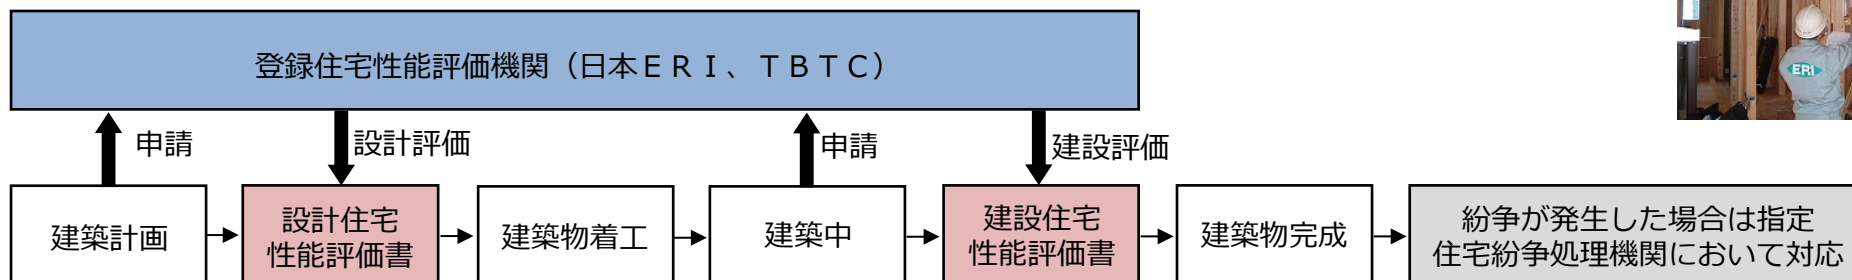 登録住宅性能評価機関（日本ＥＲＩ、ＴＢＴＣ）
ERI
申請
設計評価
申請
建設評価
建築計画
設計住宅
性能評価書
建築物着工
建築中
建設住宅
性能評価書
建築物完成
紛争が発生した場合は指定
住宅紛争処理機関において対応